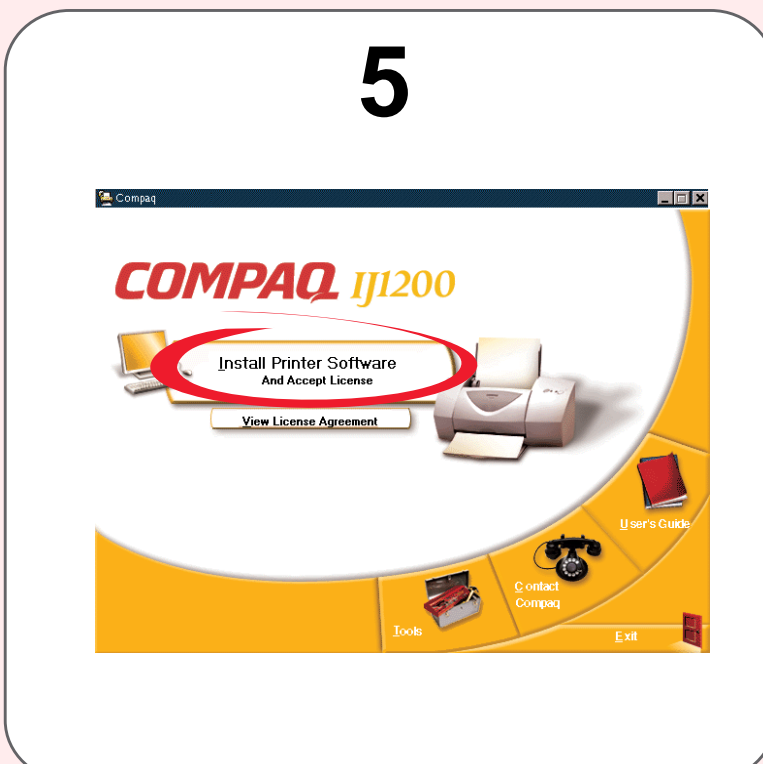 5
Compaq
COMPAQ IJ1200
Install Printer Software
And Accept License
View License Agreement
User's Guide
Contact
Compaq
Tools
Exit